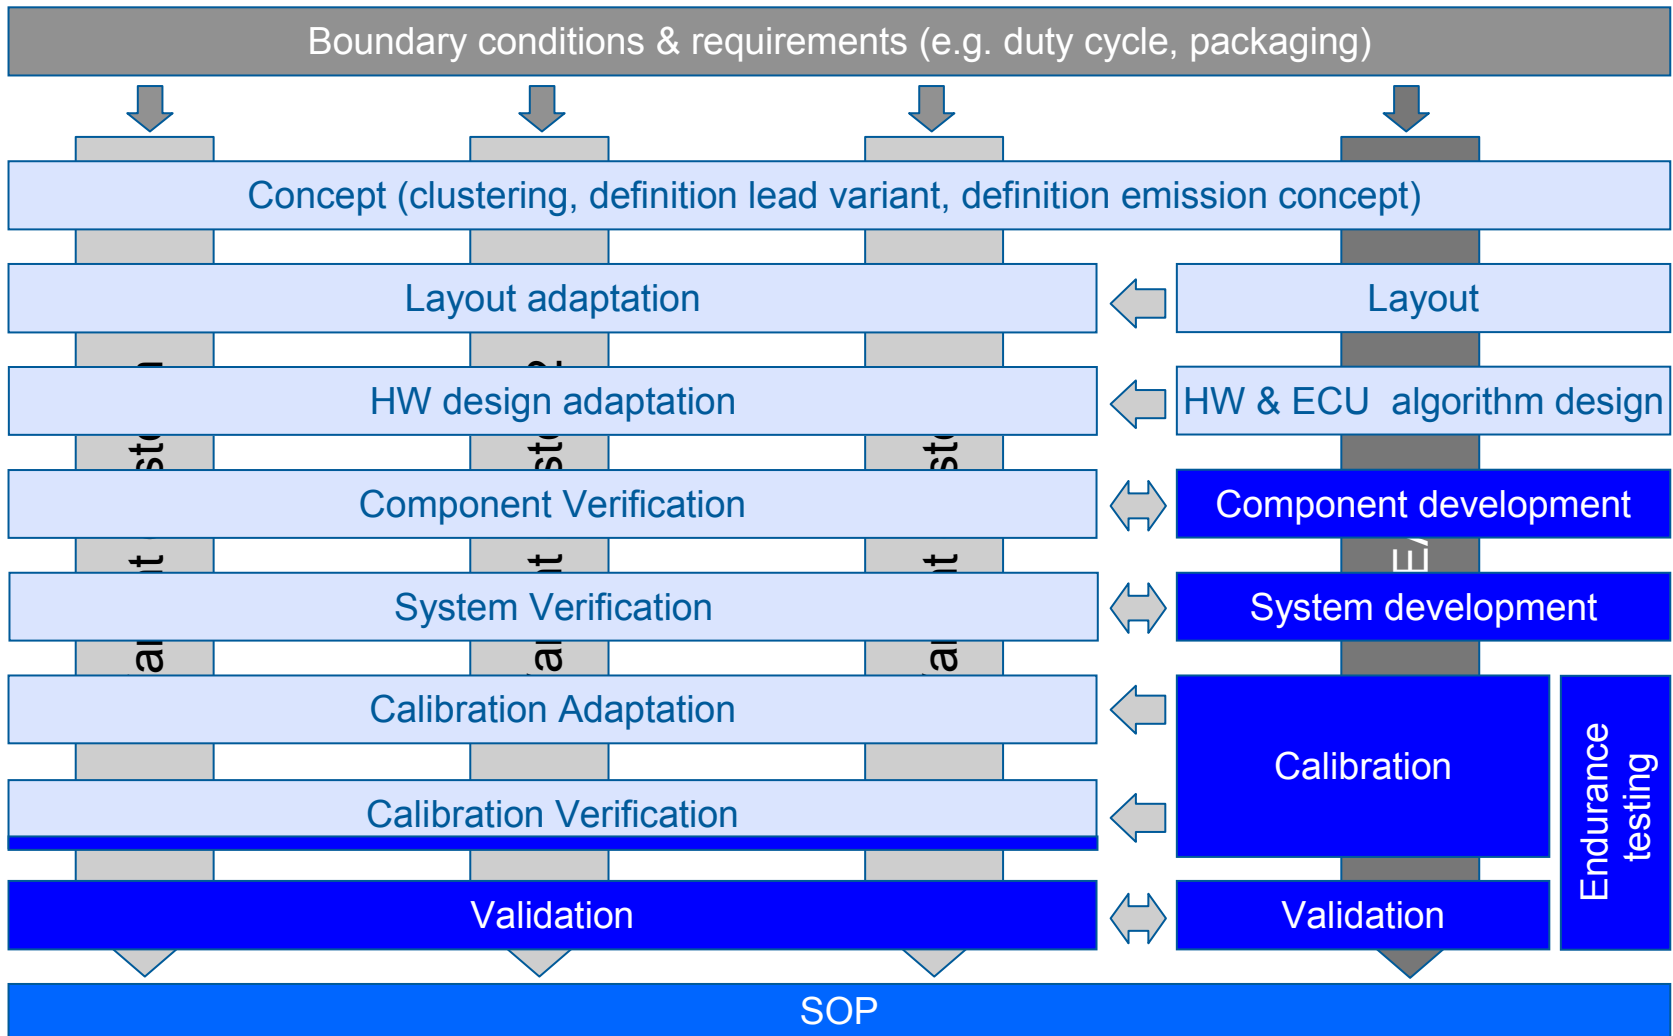 Boundary conditions & requirements (e.g. duty cycle, packaging)
Concept (clustering, definition lead variant, definition emission concept)
Layout adaptation
Layout
HW design adaptation
HW & ECU algorithm design
Component Verification
Component development
System Verification
System development
Calibration Adaptation
Calibration
Calibration Verification
Endurance
testing
Validation
Validation
SOP